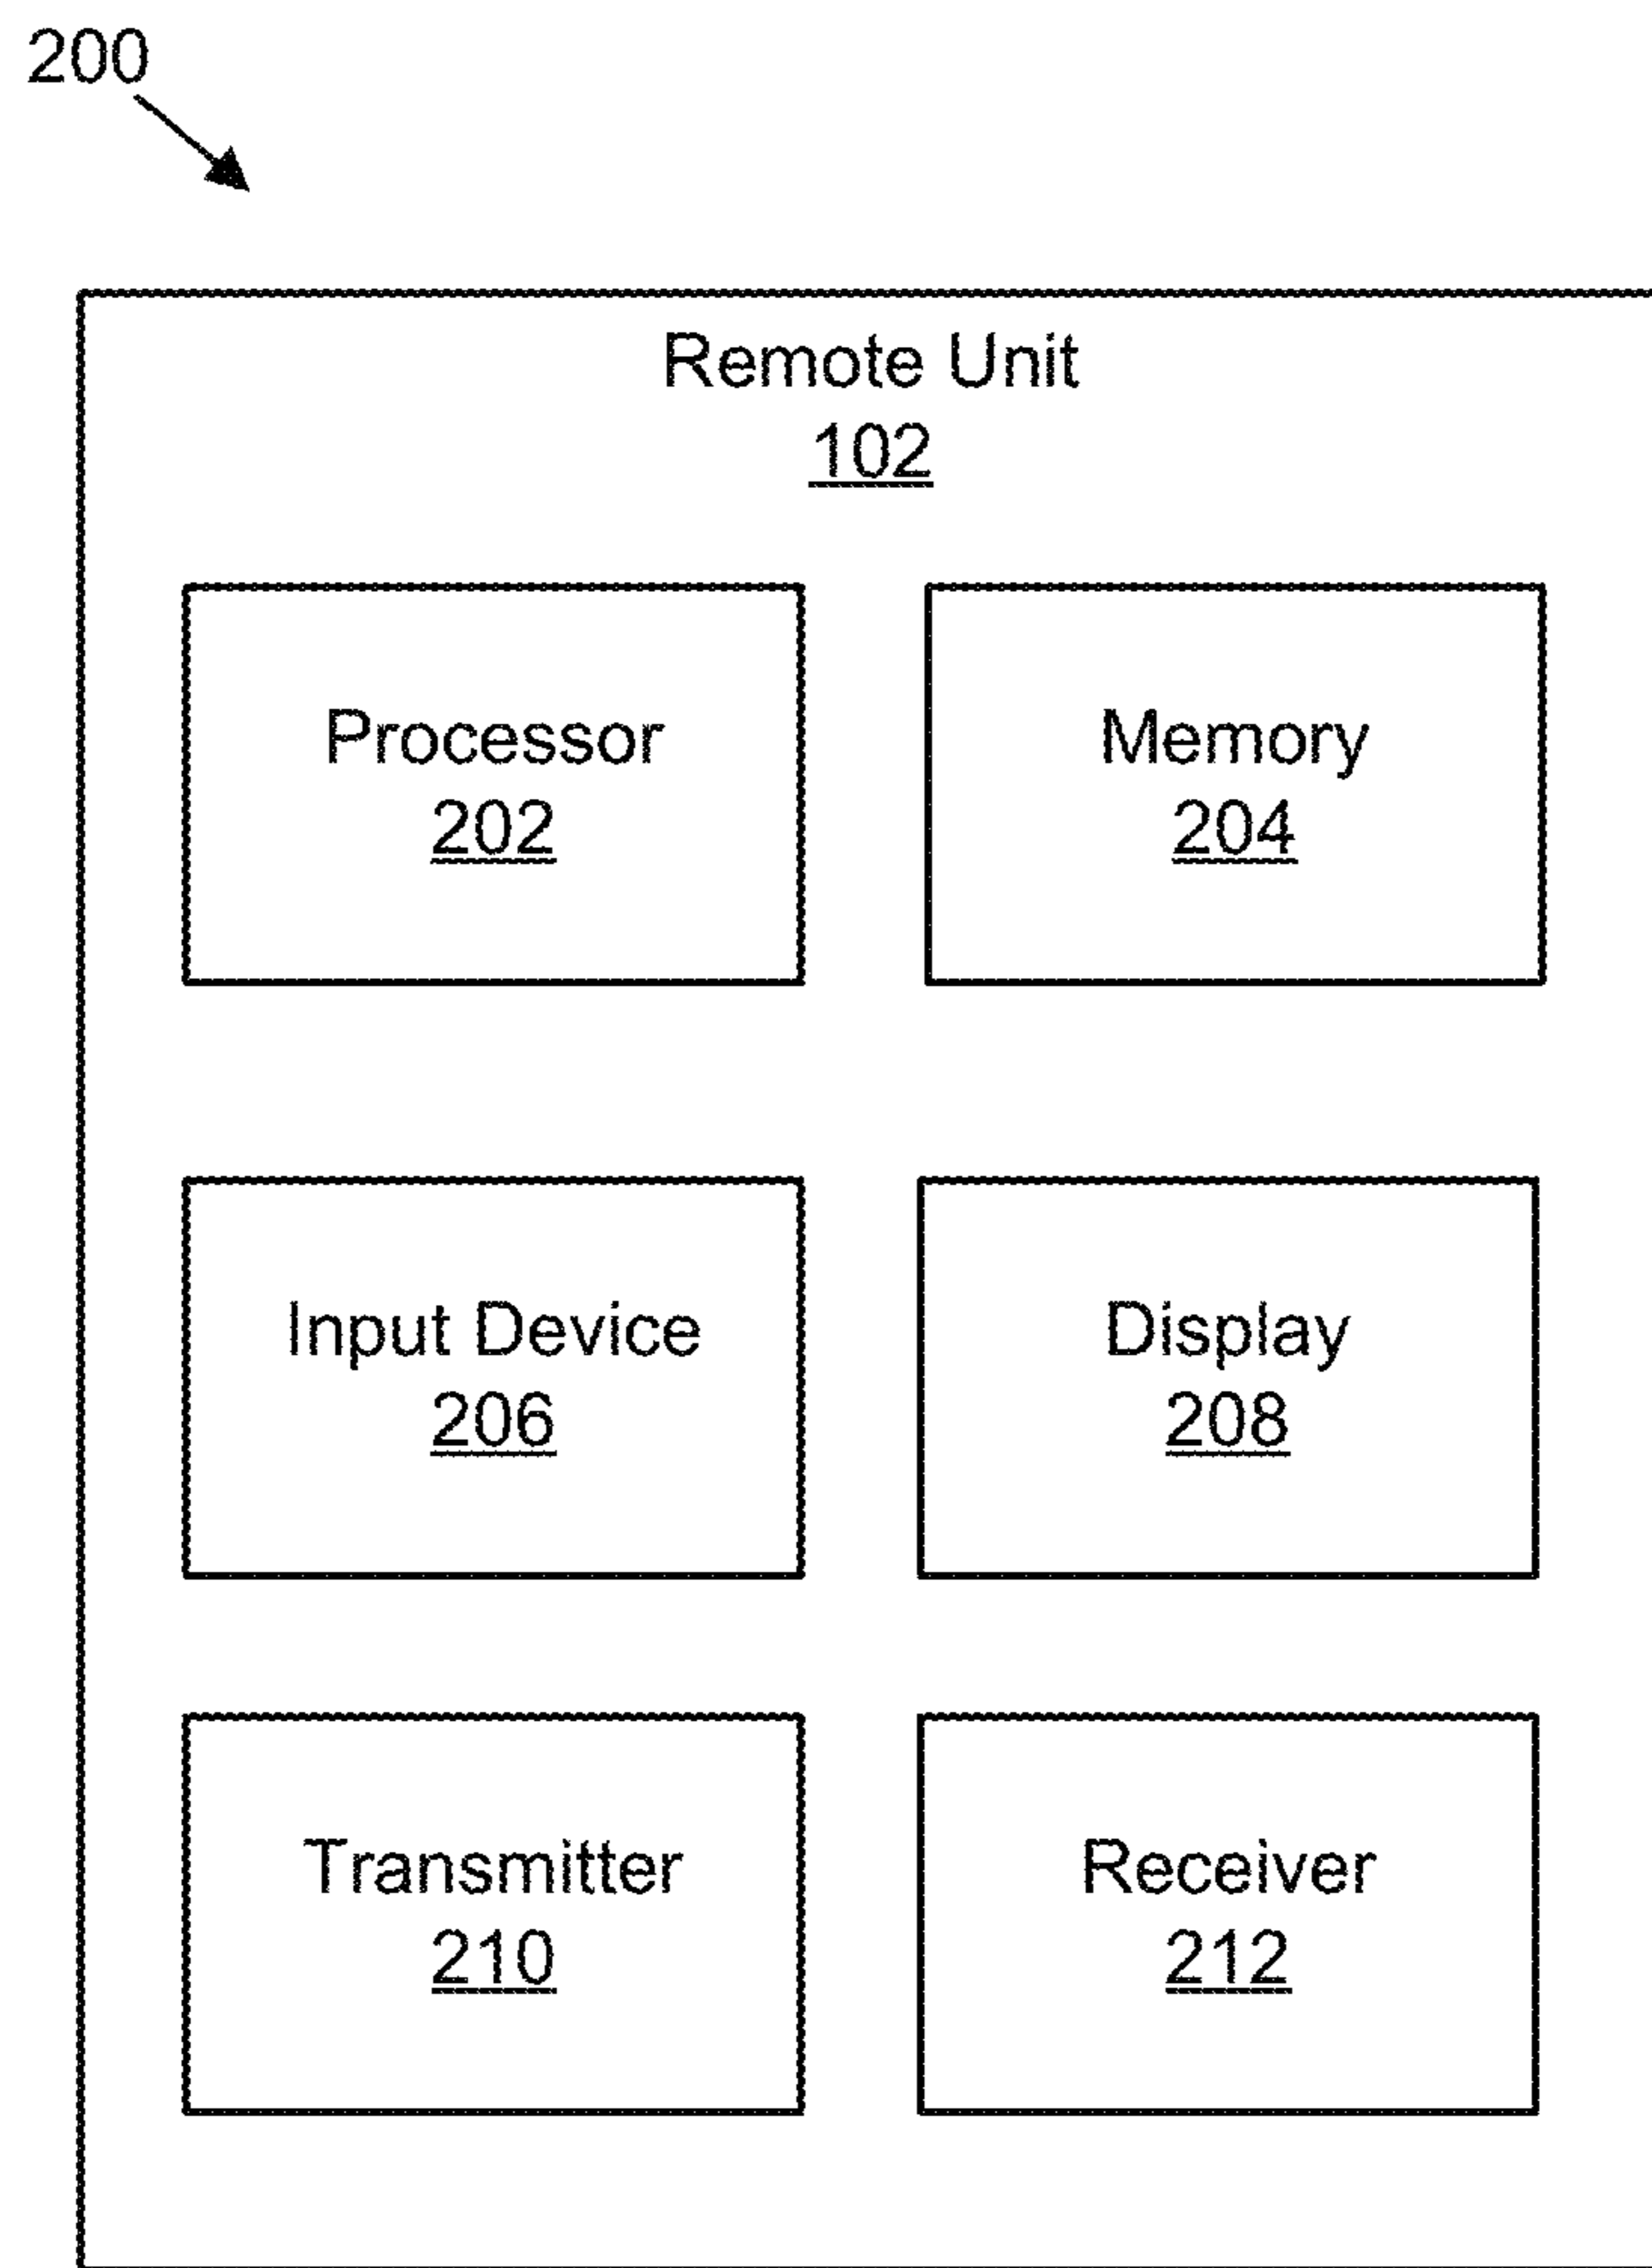 200
Remote Unit
102
Processor
202
Memory
204
Input Device
206
Display
208
Transmitter
210
Receiver
212